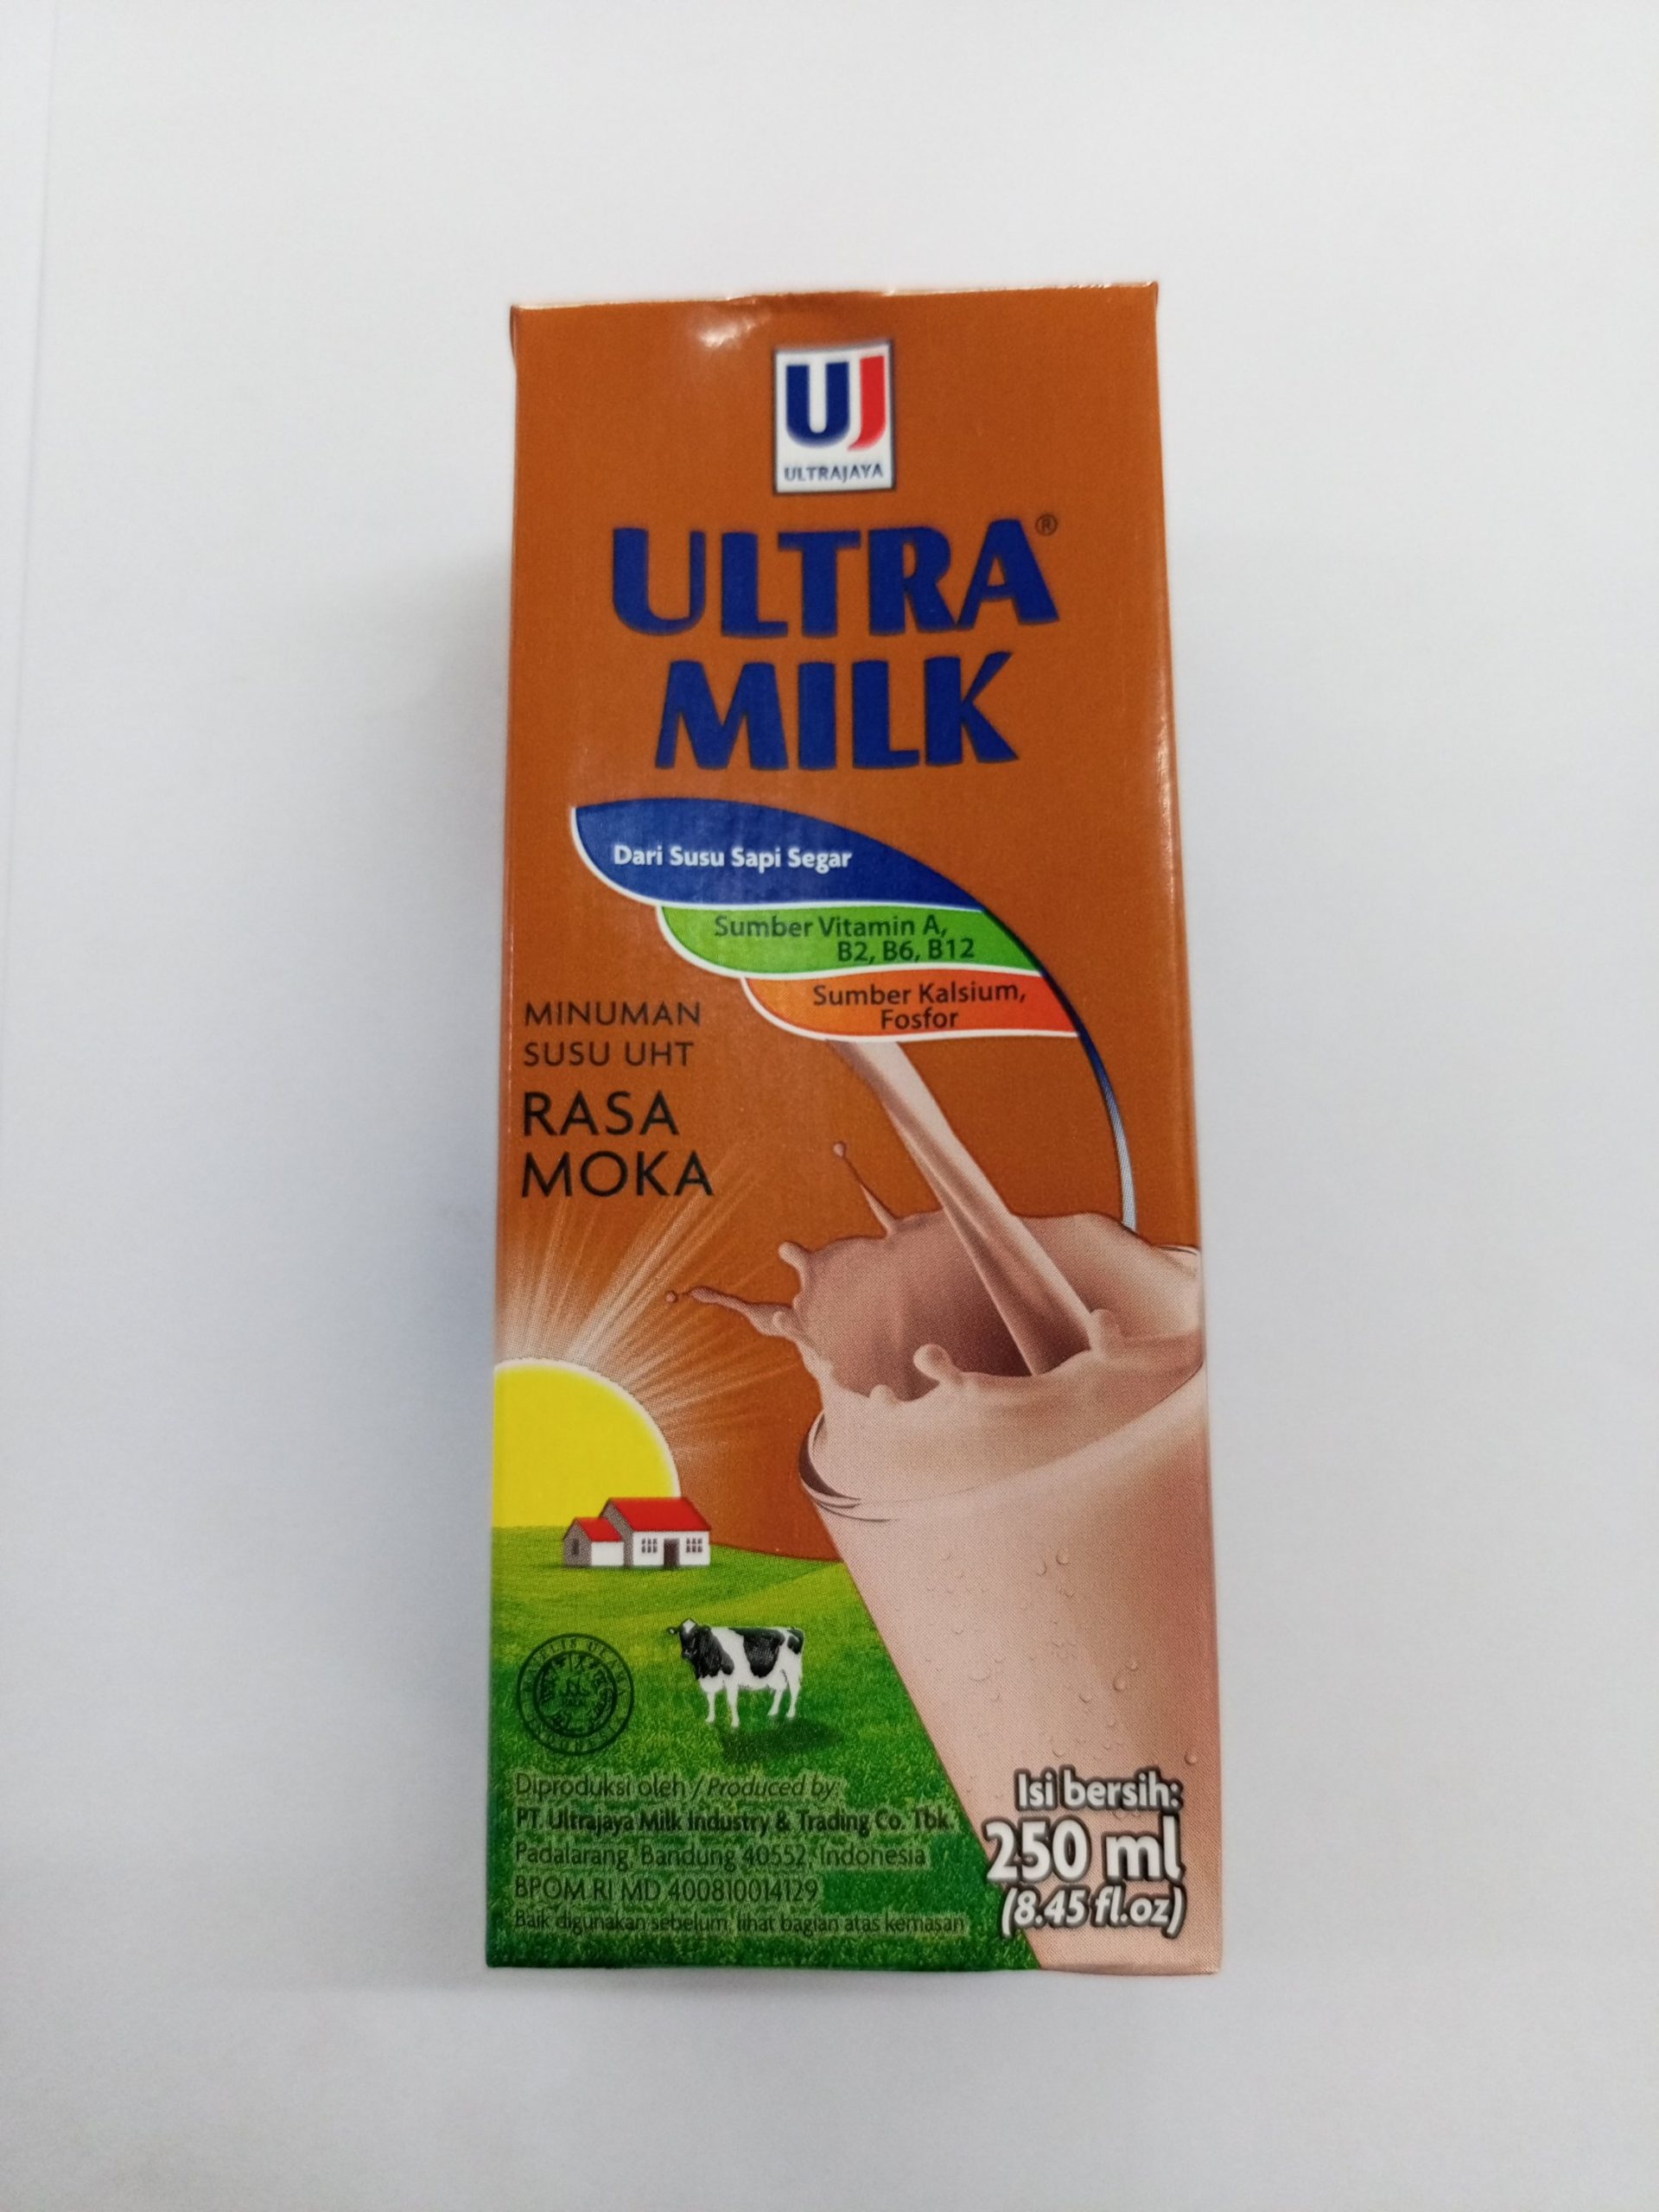 UJ
ULTRAJAYA
ULTRA®
MILK
Dari Susu Sapi Segar
Sumber Vitamin A,
B2, B6, B12
Sumber Kalsium,
Fosfor
MINUMAN
SUSU UHT
RASA
MOKA
Diproduksi oleh / Produced by:
PT. Ultrajaya Milk Industry & Trading Co. Tbk.
Padalarang, Bandung 40552, Indonesia
BPOM RI MD 400810014129
Baik digunakan sebelum, lihat bagian atas kemasan
Isi bersih:
250 ml
(8.45 fl.oz)